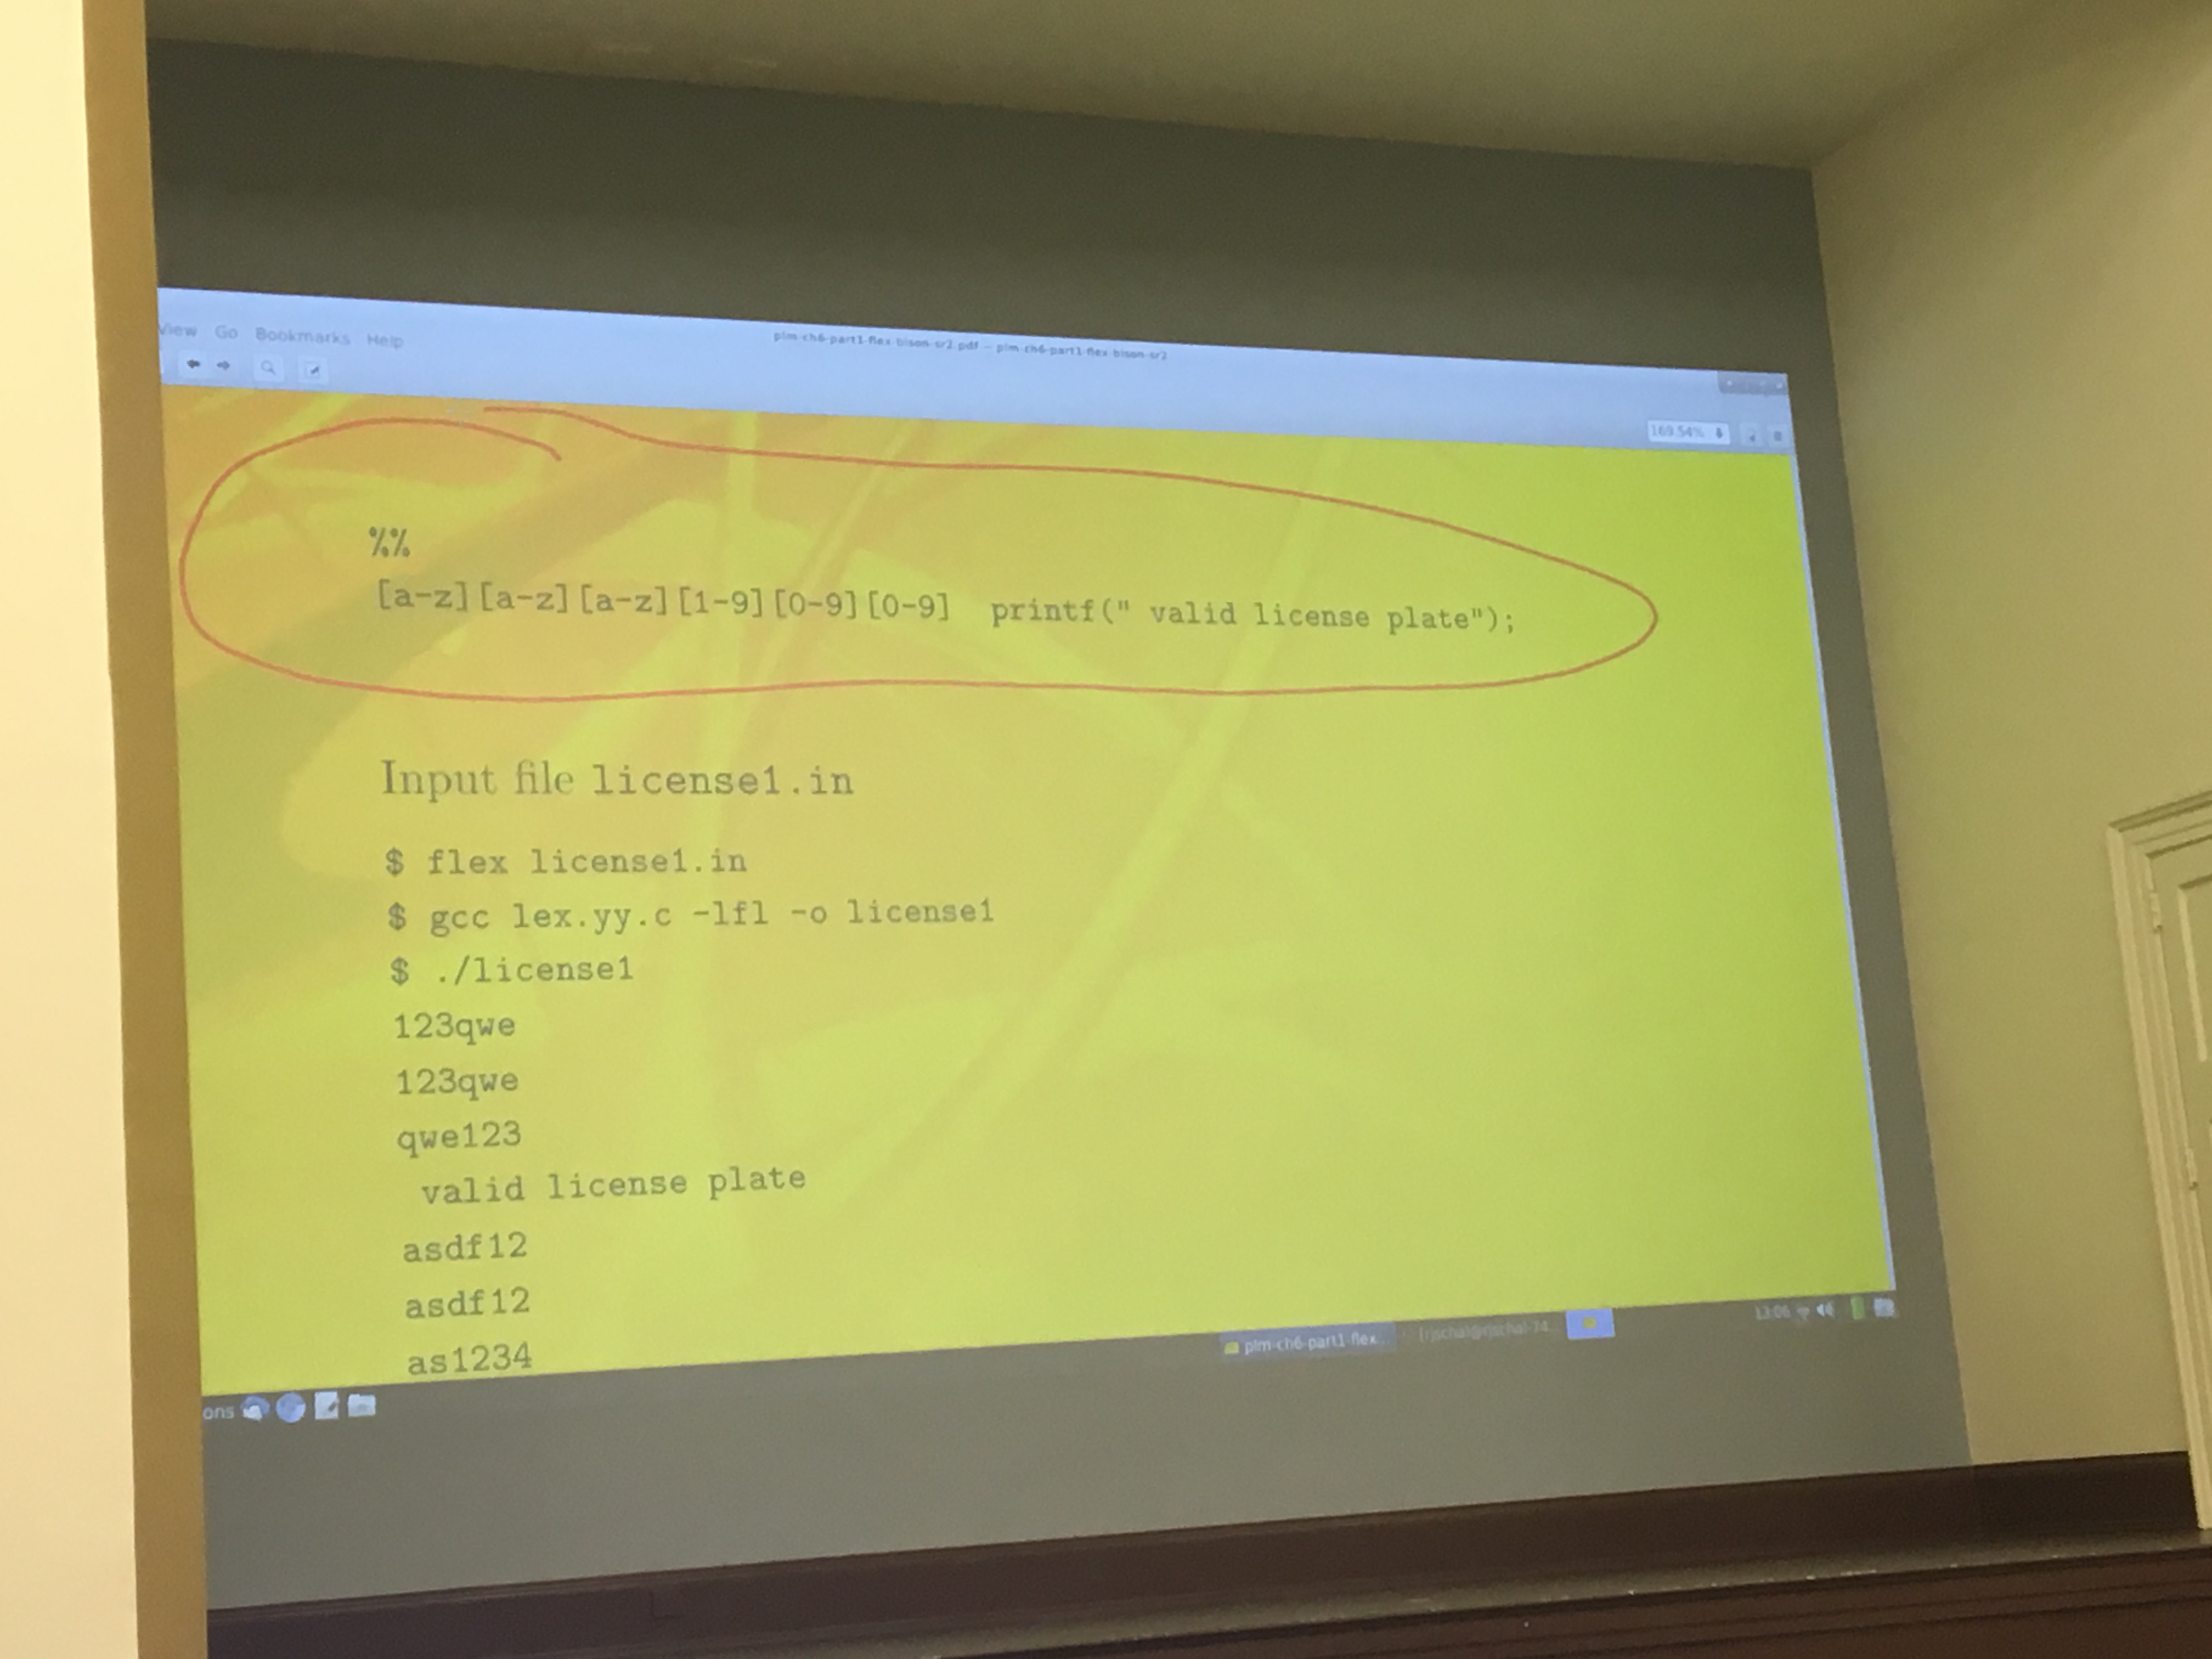 View Go Bookmarks Help
plm-ch6-part1-flex-bison-sr2.pdf — plm-ch6-part1-flex-bison-sr2
169.54%
%%
[a-z][a-z][a-z][1-9][0-9][0-9] printf(" valid license plate");
Input file license1.in
$ flex license1.in
$ gcc lex.yy.c -lfl -o license1
$ ./license1
123qwe
123qwe
qwe123
 valid license plate
asdf12
asdf12
as1234
ons
plm-ch6-part1-flex...
13:06